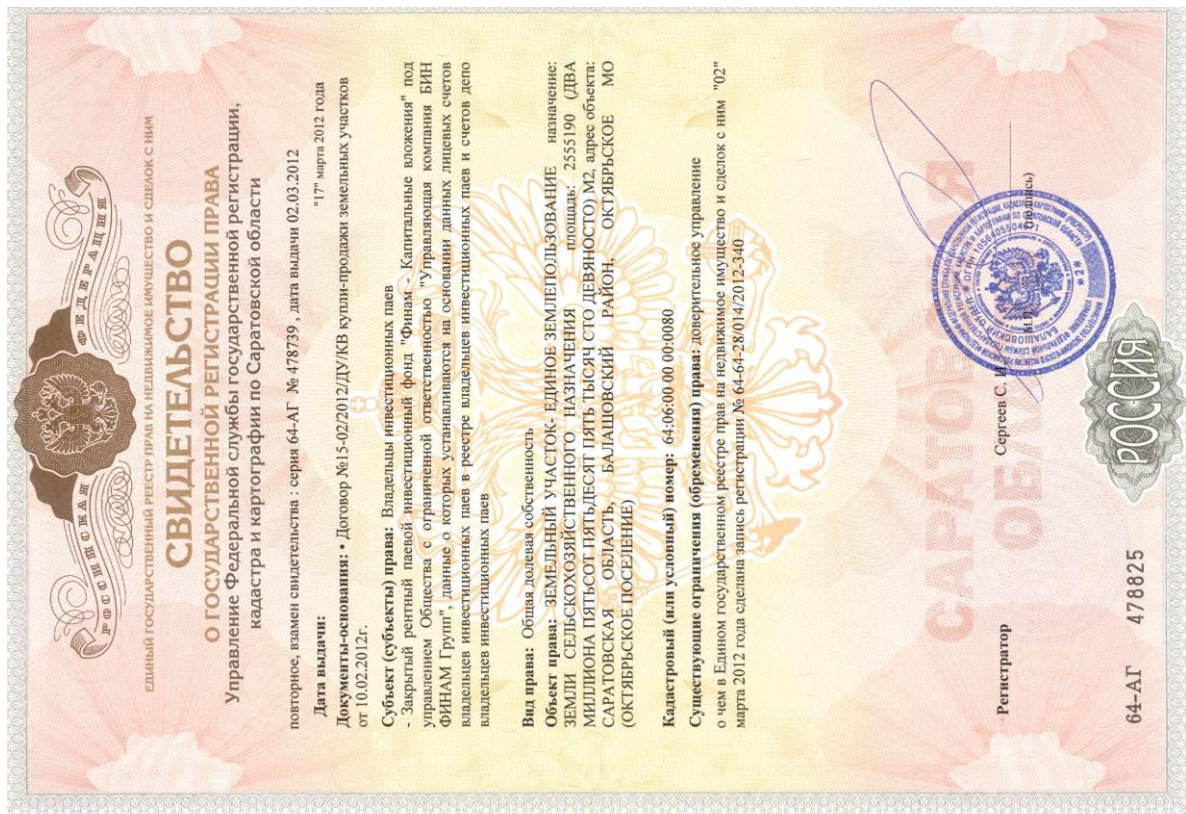 РОССИЙСКАЯ ФЕДЕРАЦИЯ
ЕДИНЫЙ ГОСУДАРСТВЕННЫЙ РЕЕСТР ПРАВ НА НЕДВИЖИМОЕ ИМУЩЕСТВО И СДЕЛОК С НИМ
СВИДЕТЕЛЬСТВО
О ГОСУДАРСТВЕННОЙ РЕГИСТРАЦИИ ПРАВА
Управление Федеральной службы государственной регистрации,
кадастра и картографии по Саратовской области
повторное, взамен свидетельства : серия 64-АГ № 478739 , дата выдачи 02.03.2012
Дата выдачи: "17" марта 2012 года
Документы-основания: • Договор №15-02/2012/ДУ/КВ купли-продажи земельных участков
от 10.02.2012г.
Субъект (субъекты) права: Владельцы инвестиционных паев
- Закрытый рентный паевой инвестиционный фонд "Финам - Капитальные вложения" под
управлением Общества с ограниченной ответственностью "Управляющая компания БИН
ФИНАМ Групп", данные о которых устанавливаются на основании данных лицевых счетов
владельцев инвестиционных паев в реестре владельцев инвестиционных паев и счетов депо
владельцев инвестиционных паев
Вид права: Общая долевая собственность
Объект права: ЗЕМЕЛЬНЫЙ УЧАСТОК- ЕДИНОЕ ЗЕМЛЕПОЛЬЗОВАНИЕ назначение:
ЗЕМЛИ СЕЛЬСКОХОЗЯЙСТВЕННОГО НАЗНАЧЕНИЯ площадь: 2555190 (ДВА
МИЛЛИОНА ПЯТЬСОТ ПЯТЬДЕСЯТ ПЯТЬ ТЫСЯЧ СТО ДЕВЯНОСТО) М2, адрес объекта:
САРАТОВСКАЯ ОБЛАСТЬ, БАЛАШОВСКИЙ РАЙОН, ОКТЯБРЬСКОЕ МО
(ОКТЯБРЬСКОЕ ПОСЕЛЕНИЕ)
Кадастровый (или условный) номер: 64:06:00 00 00:0080
Существующие ограничения (обременения) права: доверительное управление
о чем в Едином государственном реестре прав на недвижимое имущество и сделок с ним "02"
марта 2012 года сделана запись регистрации № 64-64-28/014/2012-340
САРАТОВСКАЯ
Регистратор Сергеев С. И.
М.П. (подпись)
64-АГ 478825
РОССИЯ